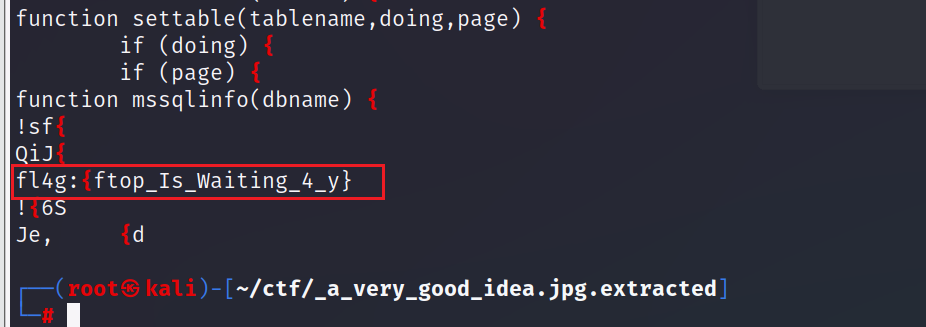 function settable(tablename,doing,page) {
        if (doing) {
        if (page) {
function mssqlinfo(dbname) {
!sf{
QiJ{
fl4g:{ftop_Is_Waiting_4_y}
!{6S
Je,     {d
┌──(root㉿kali)-[~/ctf/_a_very_good_idea.jpg.extracted]
└─#